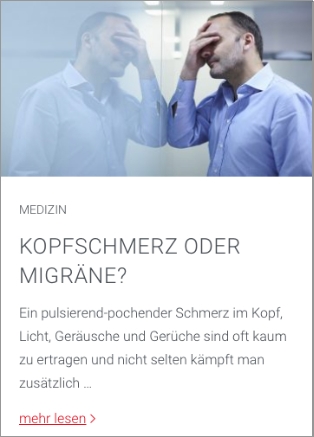 MEDIZIN
KOPFSCHMERZ ODER
MIGRÄNE?
Ein pulsierend-pochender Schmerz im Kopf,
Licht, Geräusche und Gerüche sind oft kaum
zu ertragen und nicht selten kämpft man
zusätzlich ...
mehr lesen >